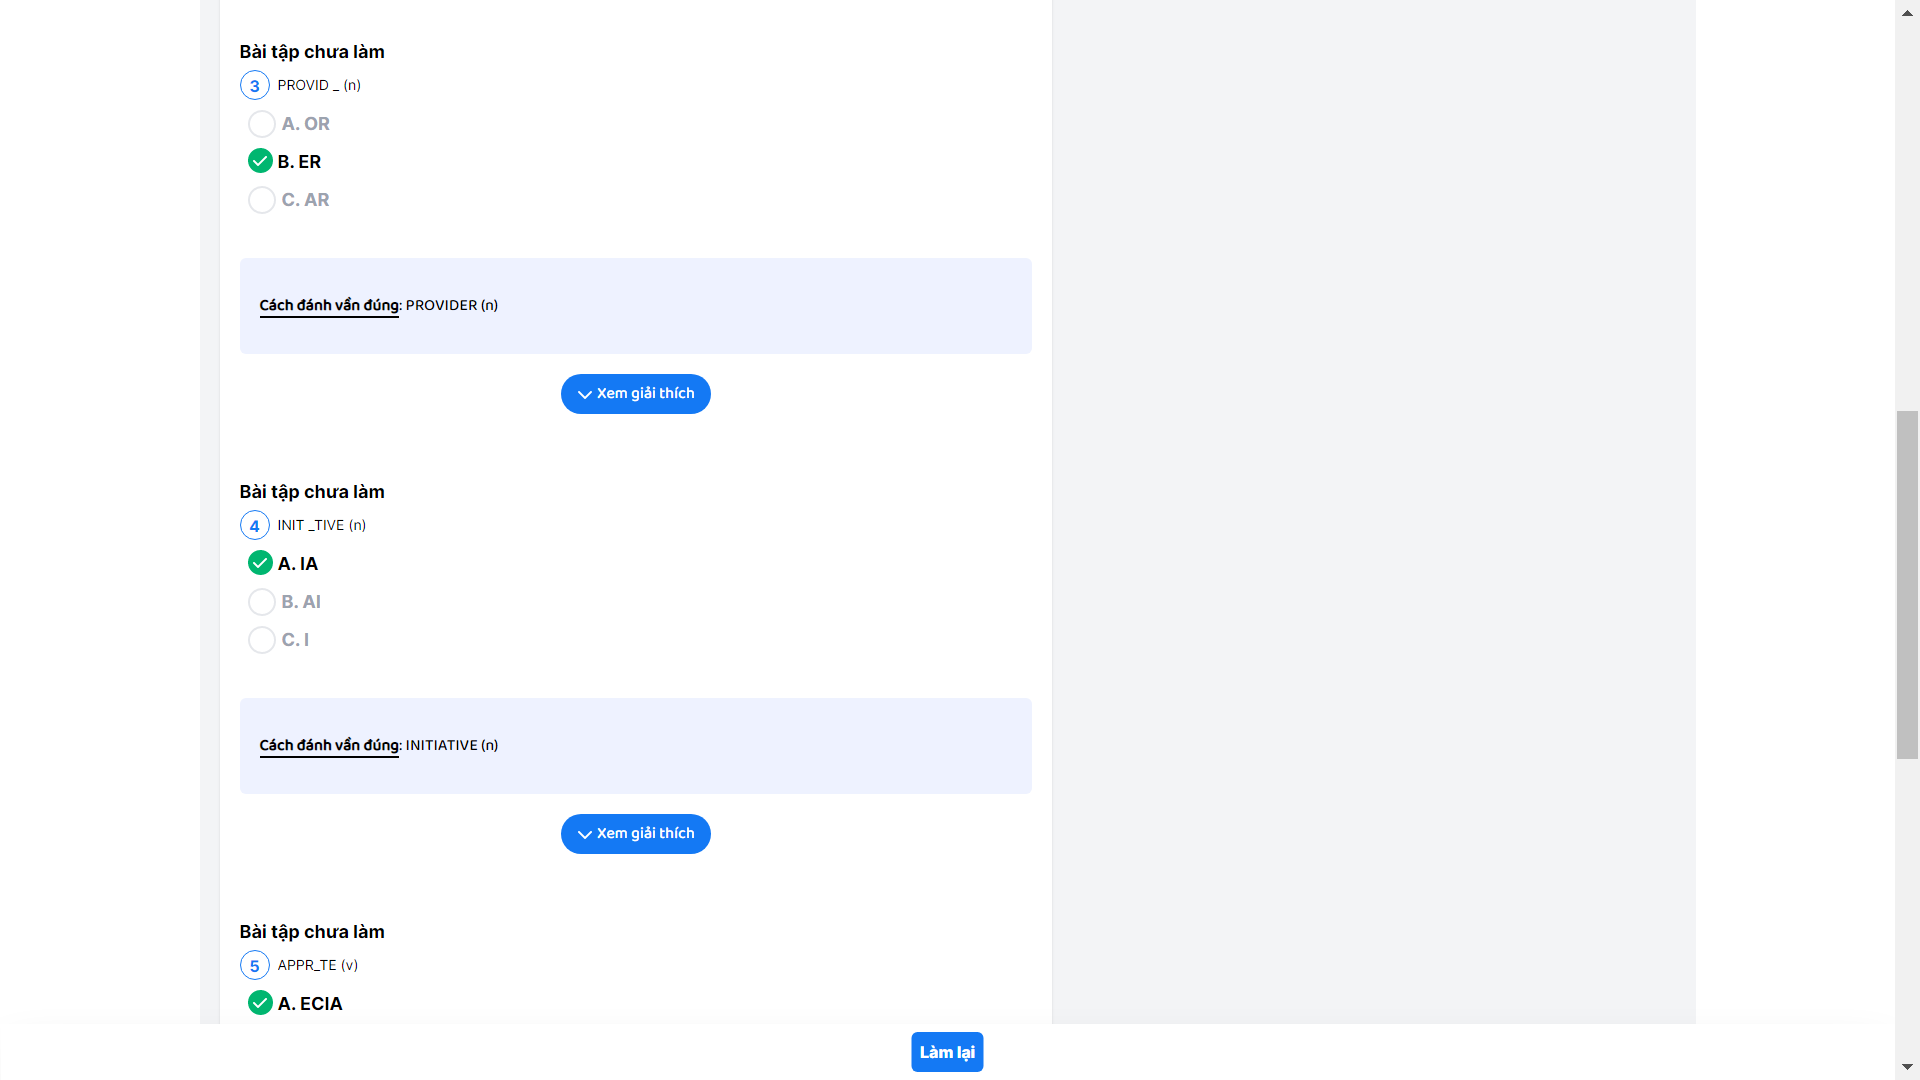 Bài tập chưa làm
3 PROVID _ (n)
A. OR
B. ER
C. AR
Cách đánh vần đúng: PROVIDER (n)
Xem giải thích
Bài tập chưa làm
4 INIT _TIVE (n)
A. IA
B. AI
C. I
Cách đánh vần đúng: INITIATIVE (n)
Xem giải thích
Bài tập chưa làm
5 APPR_TE (v)
A. ECIA
Làm lại